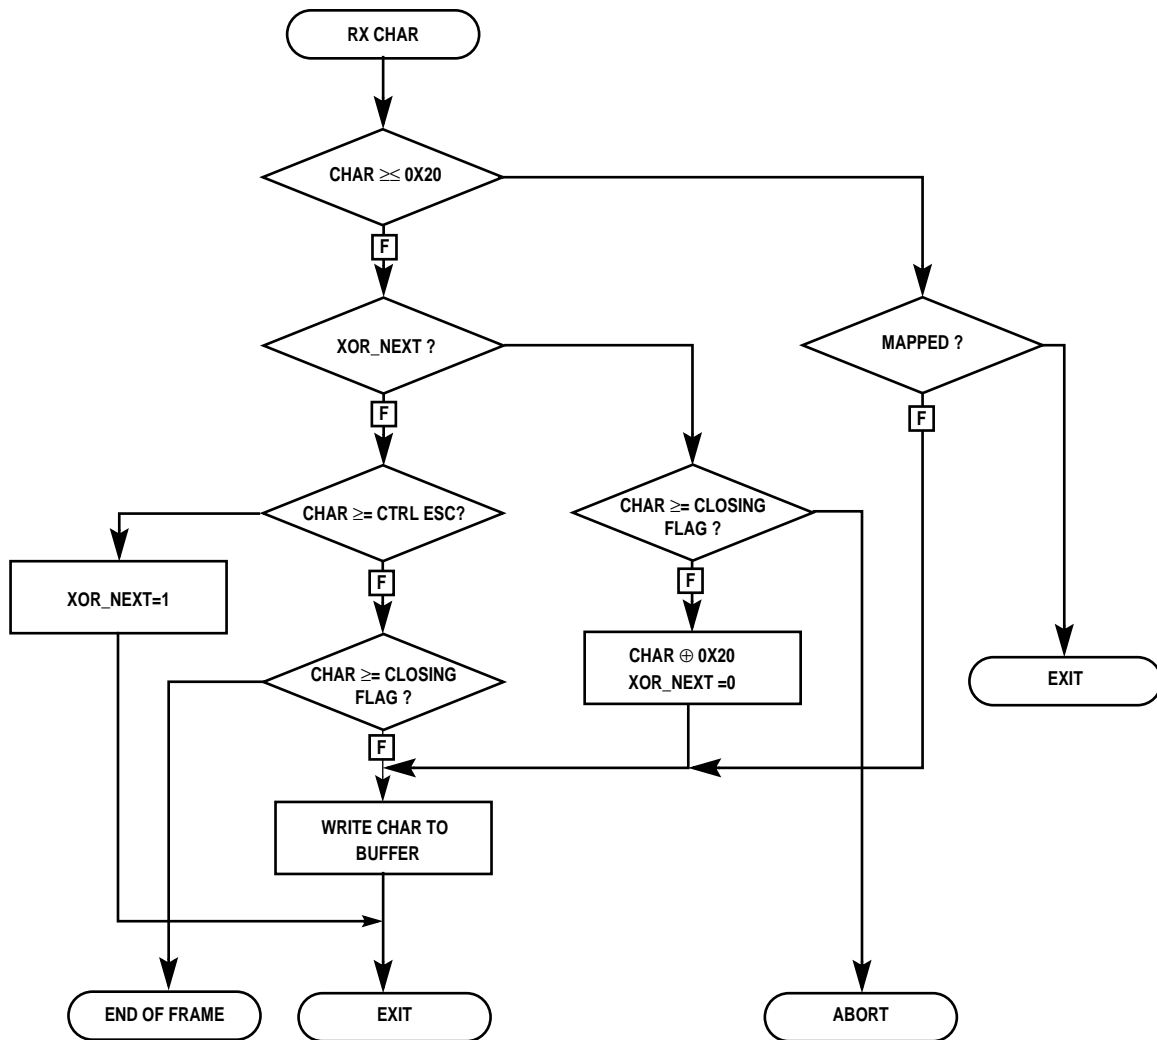 RX CHAR
CHAR ≥≤ 0X20
F
XOR_NEXT ?
MAPPED ?
F
F
CHAR ≥= CTRL ESC?
CHAR ≥= CLOSING
FLAG ?
F
F
XOR_NEXT=1
CHAR ⊕ 0X20
XOR_NEXT =0
CHAR ≥= CLOSING
FLAG ?
EXIT
F
WRITE CHAR TO
BUFFER
END OF FRAME
EXIT
ABORT